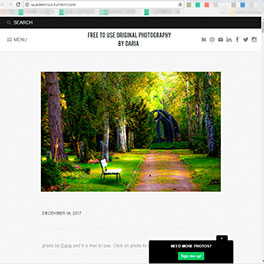 SEARCH
MENU
FREE TO USE ORIGINAL PHOTOGRAPHY
BY DARIA
DECEMBER 18, 2017
photo by Daria and it is free to use. Click on photo to
NEED MORE PHOTOS?
Sign me up!